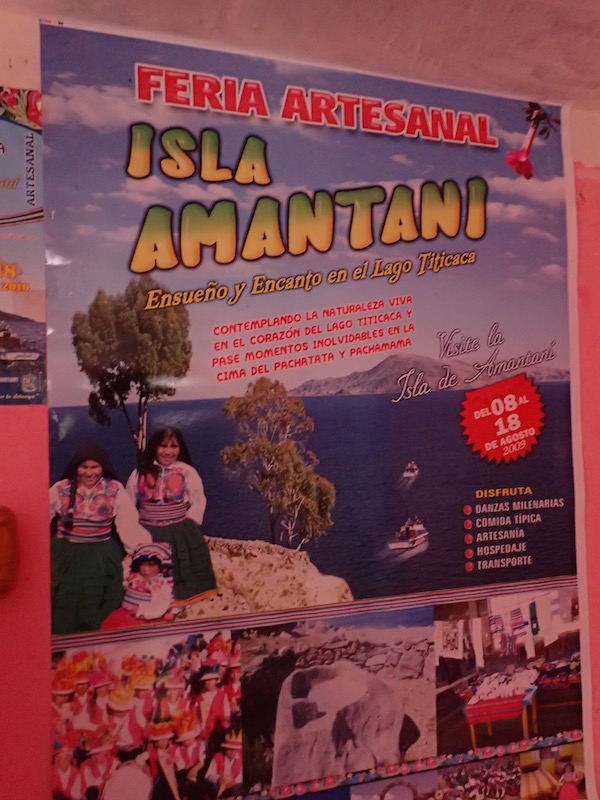 FERIA ARTESANAL
ISLA
AMANTANI
Ensueño y Encanto en el Lago Titicaca
CONTEMPLANDO LA NATURALEZA VIVA
EN EL CORAZÓN DEL LAGO TITICACA Y
PASE MOMENTOS INOLVIDABLES EN LA
CIMA DEL PACHATATA Y PACHAMAMA
Visite la
Isla de Amantaní
DEL 08 AL
18
DE AGOSTO
2009
DISFRUTA
DANZAS MILENARIAS
COMIDA TÍPICA
ARTESANÍA
HOSPEDAJE
TRANSPORTE
ARTESANAL
2010